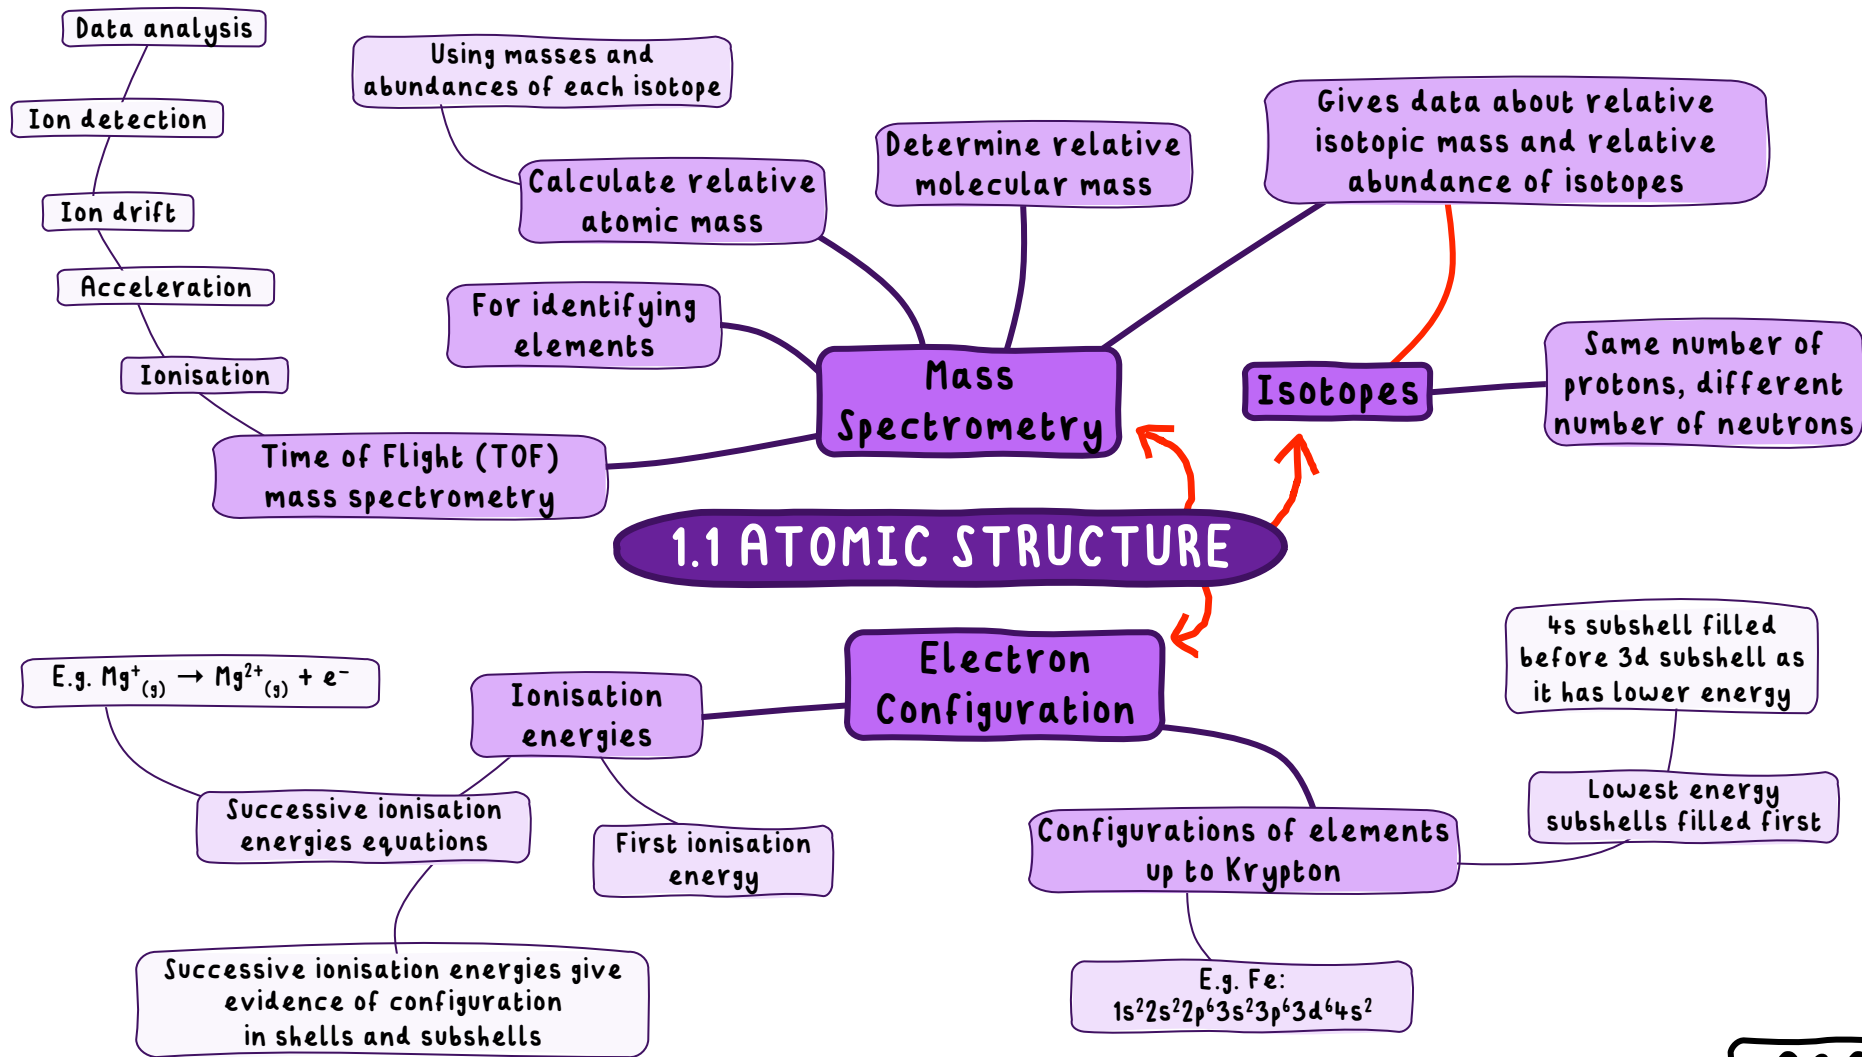 Data analysis
Ion detection
Ion drift
Acceleration
Ionisation
Time of Flight (TOF)
mass spectrometry
Using masses and
abundances of each isotope
Calculate relative
atomic mass
For identifying
elements
Determine relative
molecular mass
Gives data about relative
isotopic mass and relative
abundance of isotopes
Mass
Spectrometry
Isotopes
Same number of
protons, different
number of neutrons
1.1 ATOMIC STRUCTURE
Electron
Configuration
Ionisation
energies
E.g. Mg⁺₍g₎ → Mg²⁺₍g₎ + e⁻
Successive ionisation
energies equations
First ionisation
energy
Successive ionisation energies give
evidence of configuration
in shells and subshells
4s subshell filled
before 3d subshell as
it has lower energy
Lowest energy
subshells filled first
Configurations of elements
up to Krypton
E.g. Fe:
1s²2s²2p⁶3s²3p⁶3d⁶4s²